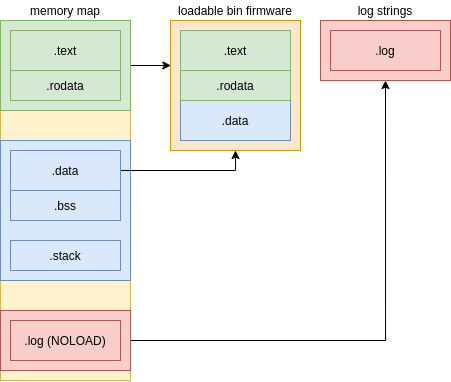 memory map
.text
.rodata
.data
.bss
.stack
.log (NOLOAD)
loadable bin firmware
.text
.rodata
.data
log strings
.log